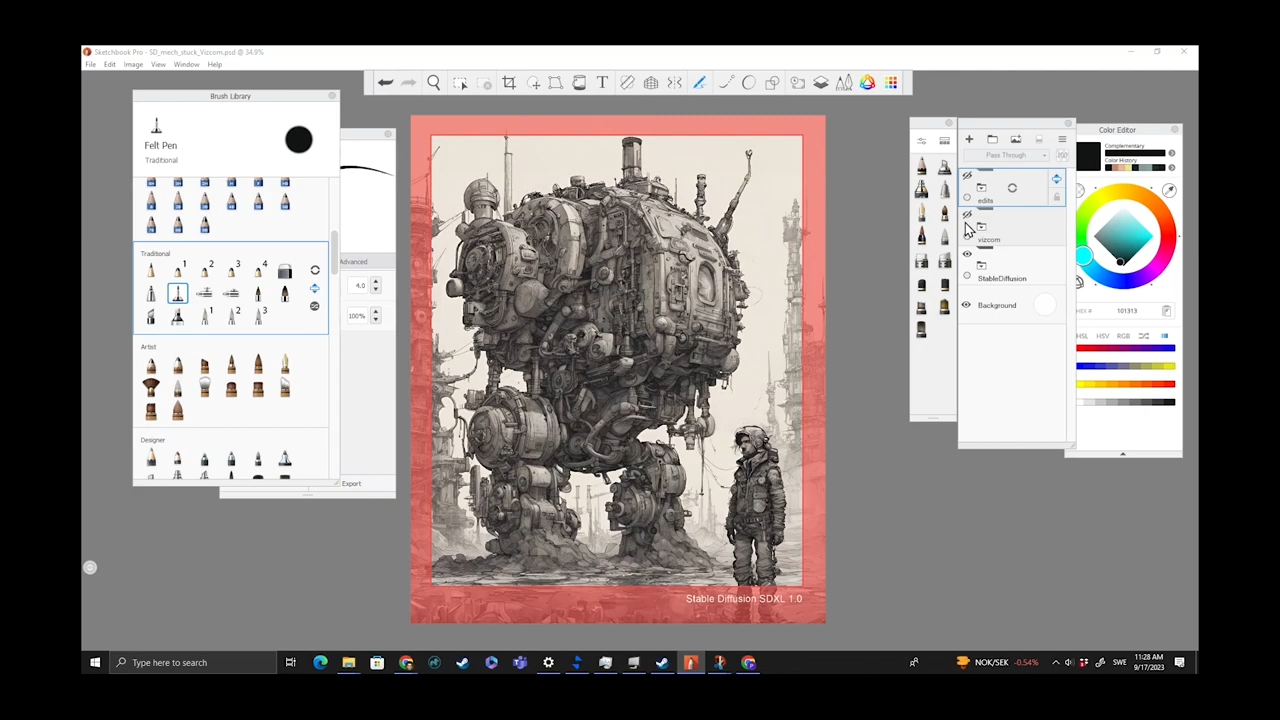 Sketchbook Pro - SD_mech_stuck_Vizcom.psd @ 34.9%
File Edit Image View Window Help
Brush Library
Felt Pen
Traditional
Traditional
1 2 3 4
1 2 3
Artist
Designer
Advanced
4.0
100%
Export
T
Stable Diffusion SDXL 1.0
Pass Through
edits
vizcom
StableDiffusion
Background
Color Editor
Complementary
Color History
HEX # 101313
HSL HSV RGB
Type here to search
NOK/SEK -0.54%
SWE
11:28 AM
9/17/2023